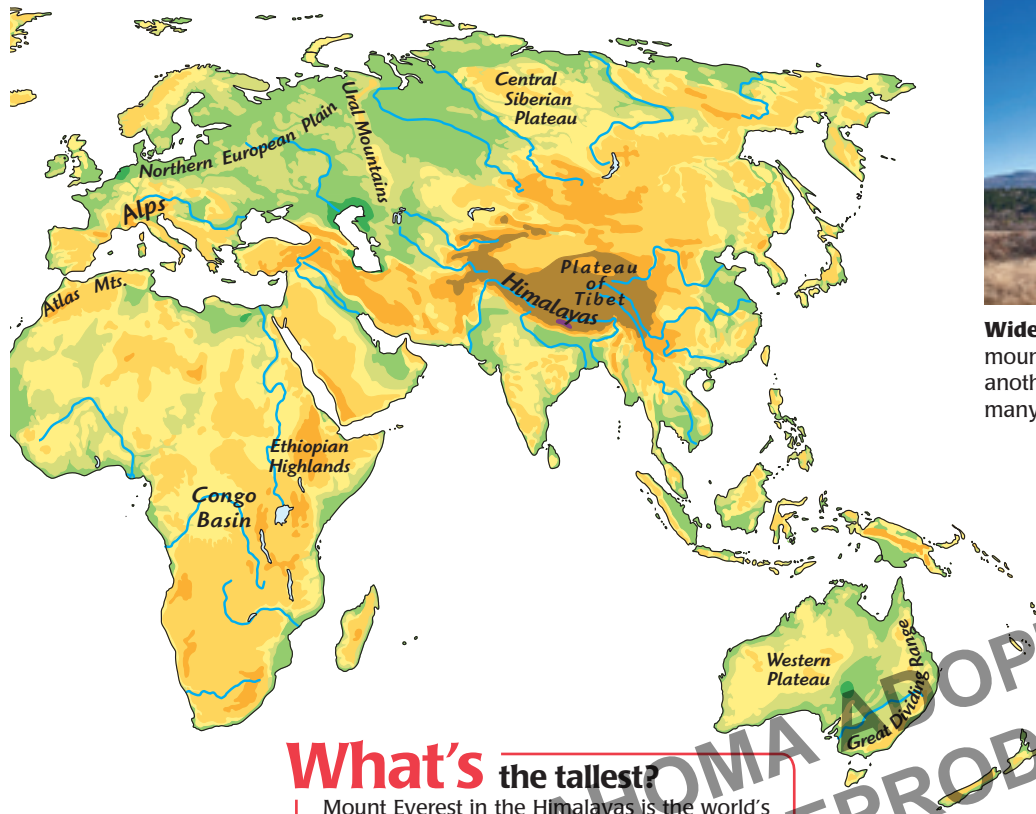 Central
Siberian
Plateau
Ural Mountains
Northern European Plain
Alps
Atlas Mts.
Plateau
of
Tibet
Himalayas
Ethiopian
Highlands
Congo
Basin
Western
Plateau
Great Dividing Range
What's the tallest?
Mount Everest in the Himalayas is the world's
Wide
moun
anoth
many